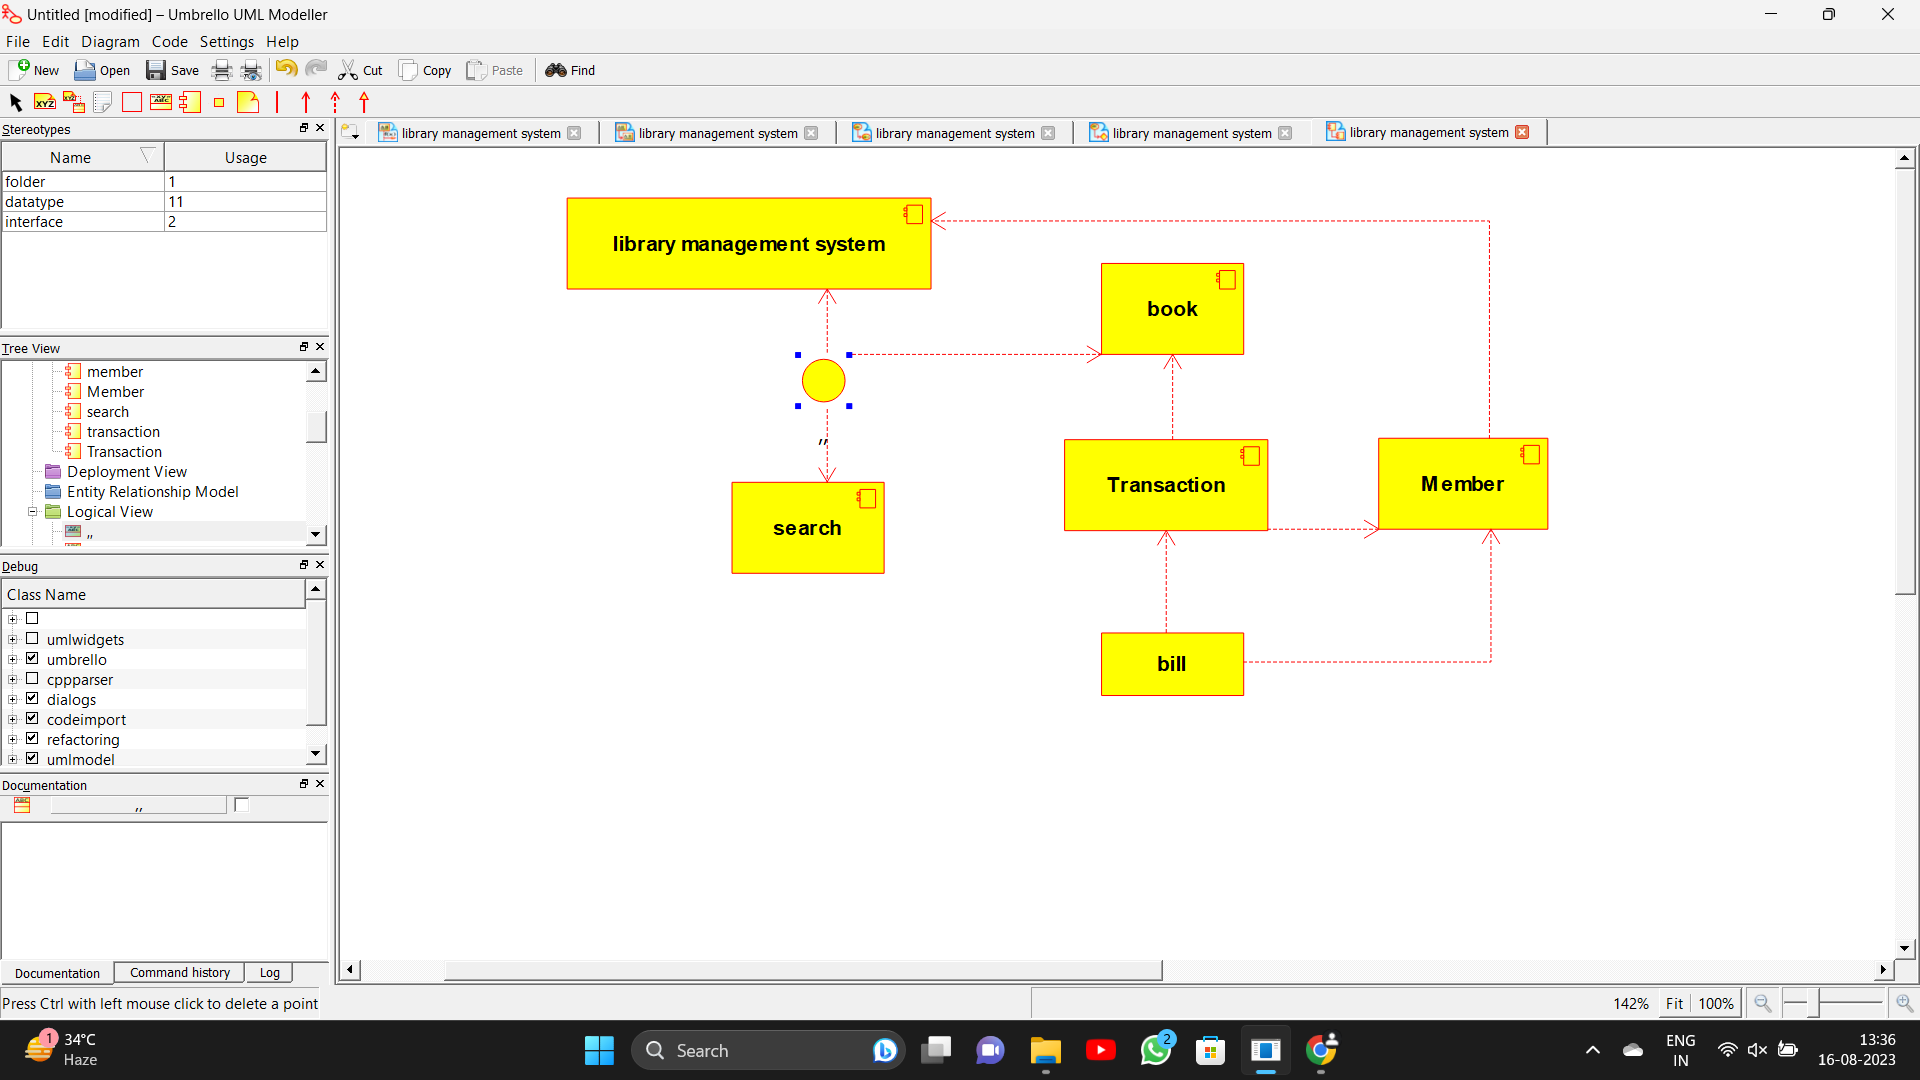 Untitled [modified] – Umbrello UML Modeller
File Edit Diagram Code Settings Help
New Open Save Cut Copy Paste Find
XYZ XYZ ABC
Stereotypes
Name Usage
folder 1
datatype 11
interface 2
Tree View
member
Member
search
transaction
Transaction
Deployment View
Entity Relationship Model
Logical View
,,
Debug
Class Name
umlwidgets
umbrello
cppparser
dialogs
codeimport
refactoring
umlmodel
Documentation
ABC ,,
Documentation Command history Log
Press Ctrl with left mouse click to delete a point
library management system library management system library management system library management system library management system
library management system
book
,,
search
Transaction
Member
bill
142% Fit 100%
1 34°C
Haze
Search
2
ENG
IN
13:36
16-08-2023